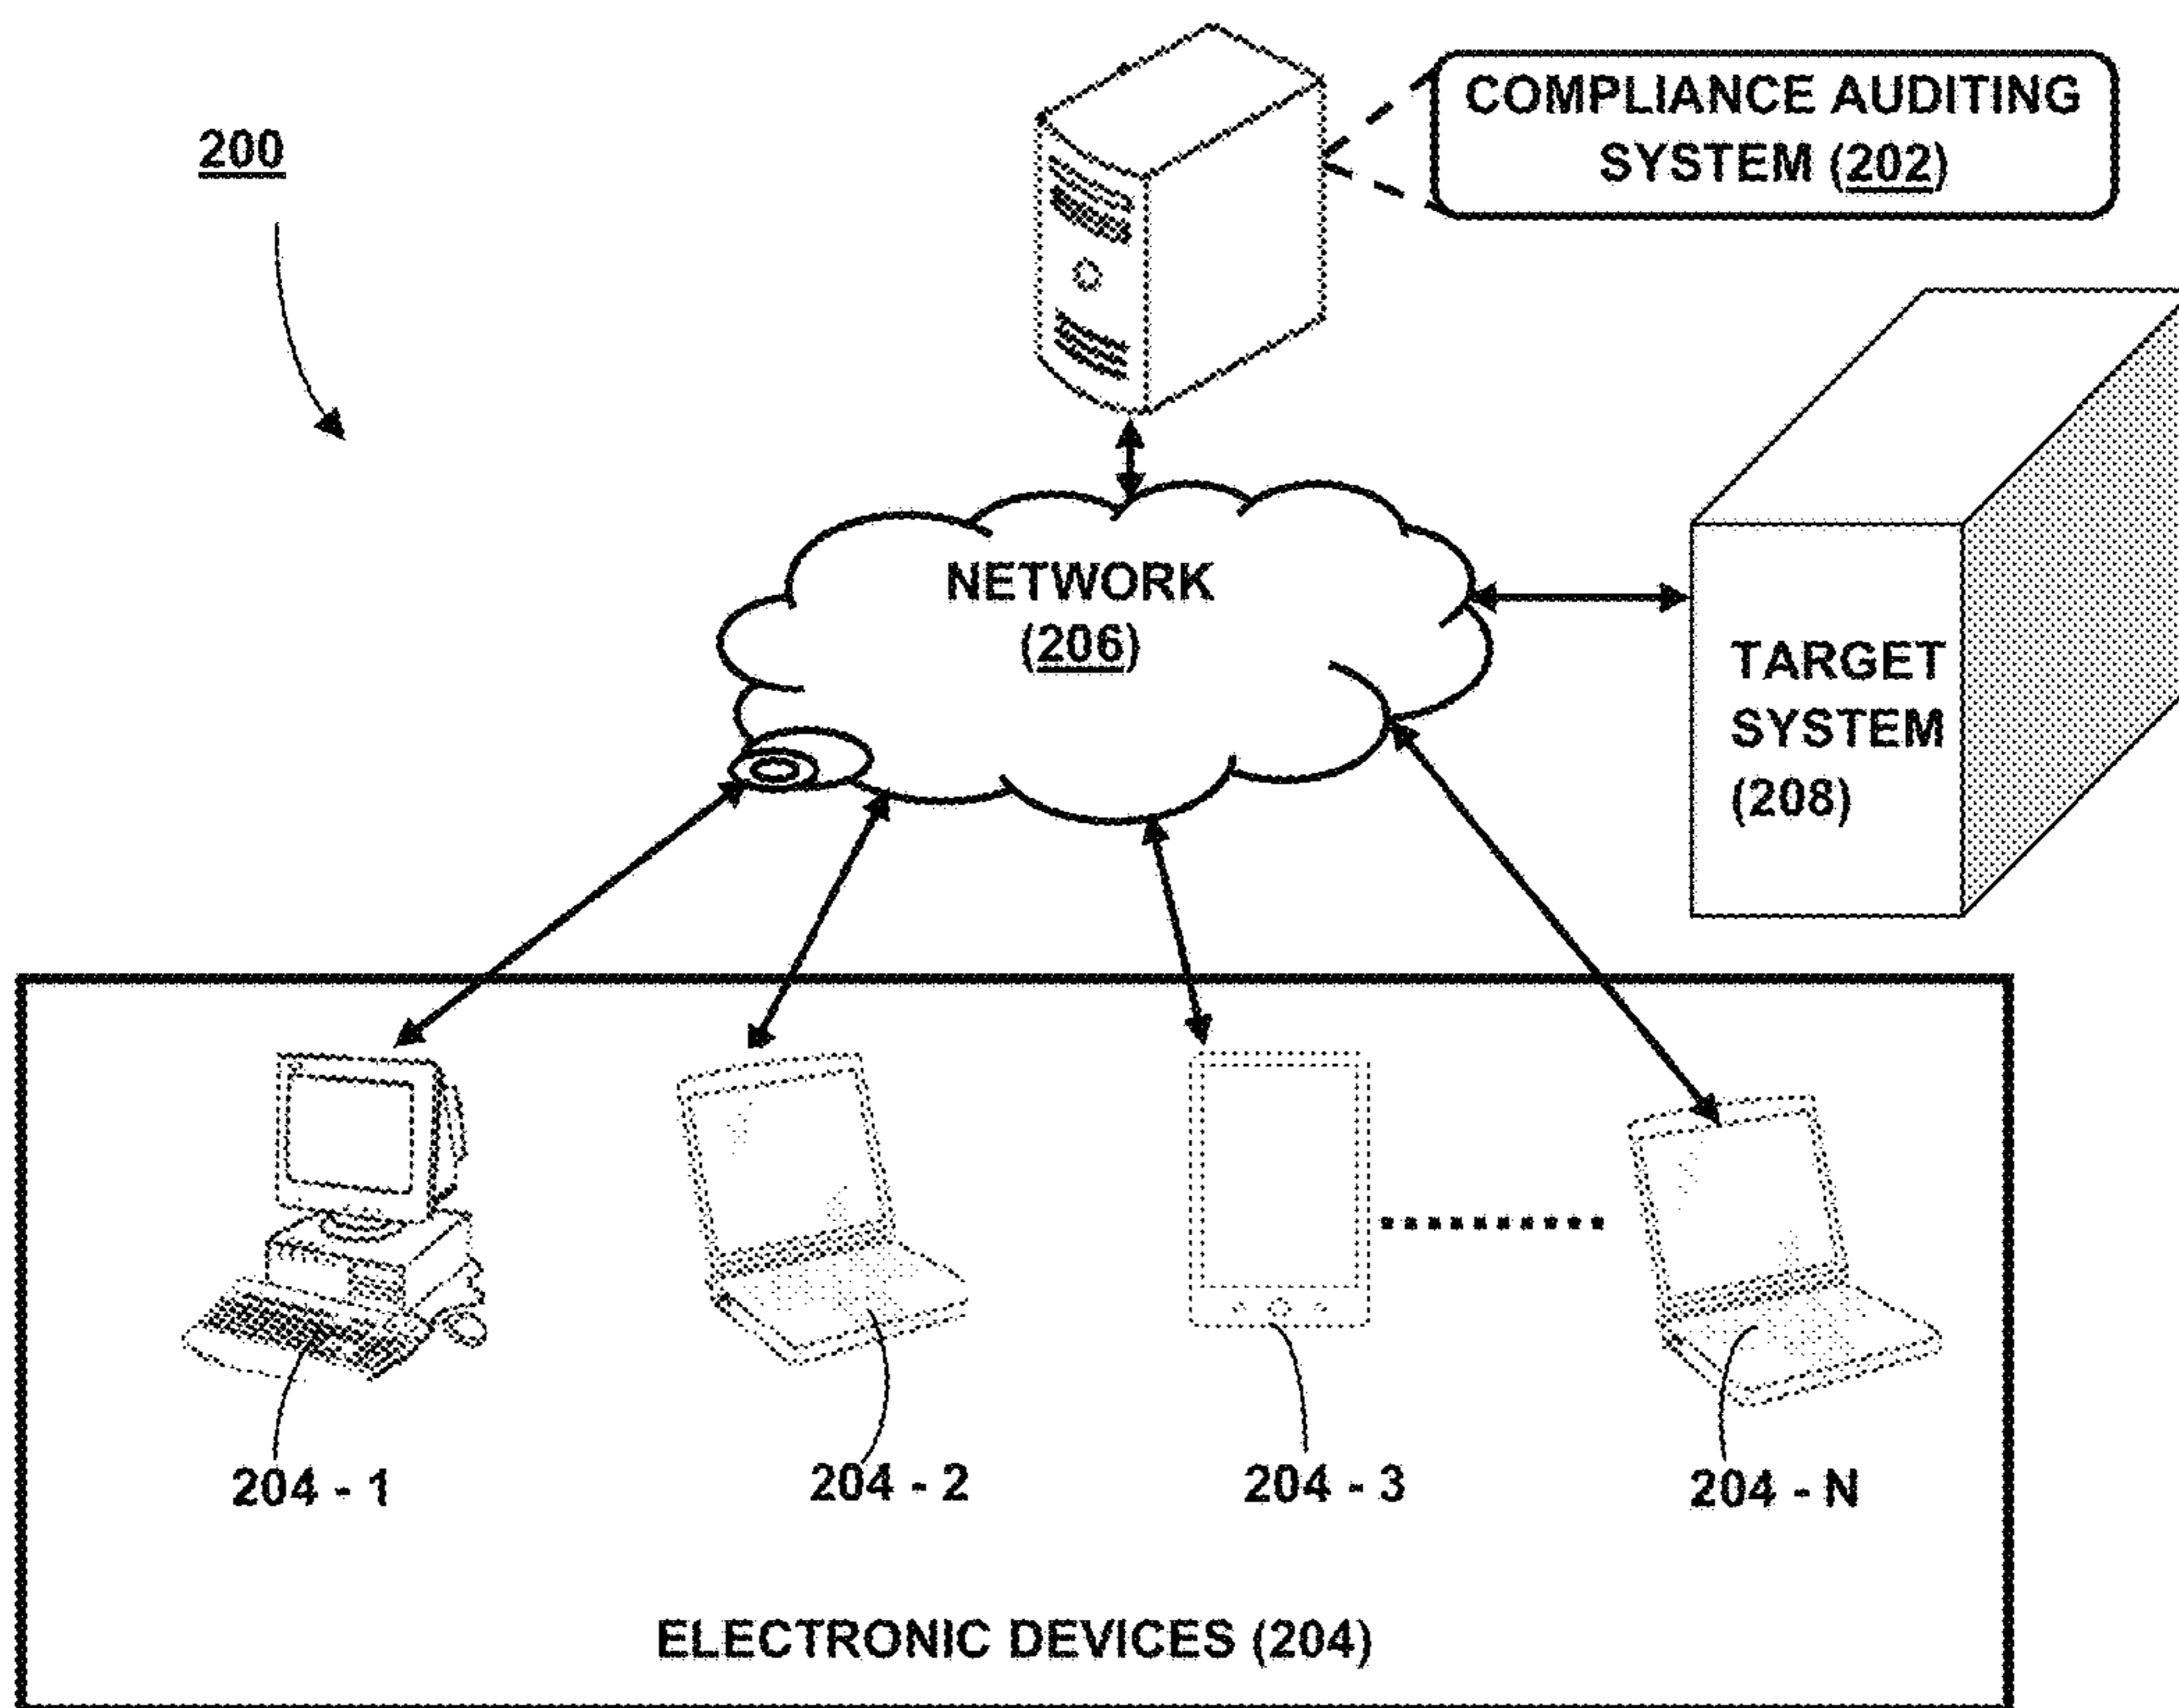 200
COMPLIANCE AUDITING
SYSTEM (202)
NETWORK
(206)
TARGET
SYSTEM
(208)
204 - 1
204 - 2
204 - 3
204 - N
ELECTRONIC DEVICES (204)